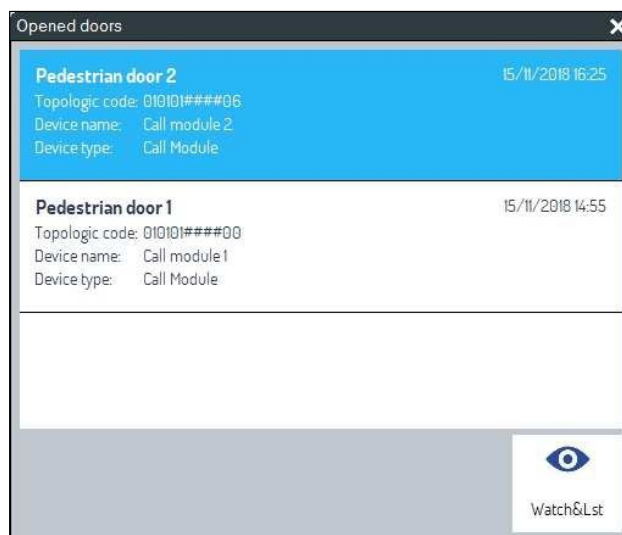 Opened doors
Pedestrian door 2 15/11/2018 16:25
Topologic code: 010101####06
Device name: Call module 2
Device type: Call Module
Pedestrian door 1 15/11/2018 14:55
Topologic code: 010101####00
Device name: Call module 1
Device type: Call Module
Watch&Lst